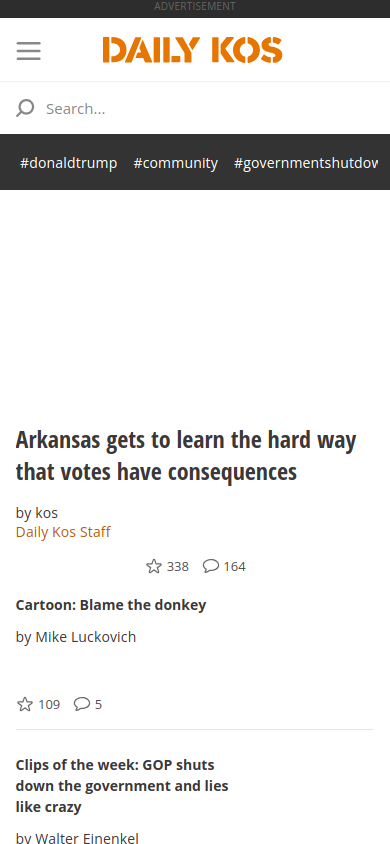 ADVERTISEMENT
DAILY KOS
Search...
#donaldtrump #community #governmentshutdow
Arkansas gets to learn the hard way
that votes have consequences
by kos
Daily Kos Staff
338 164
Cartoon: Blame the donkey
by Mike Luckovich
109 5
Clips of the week: GOP shuts
down the government and lies
like crazy
by Walter Einenkel